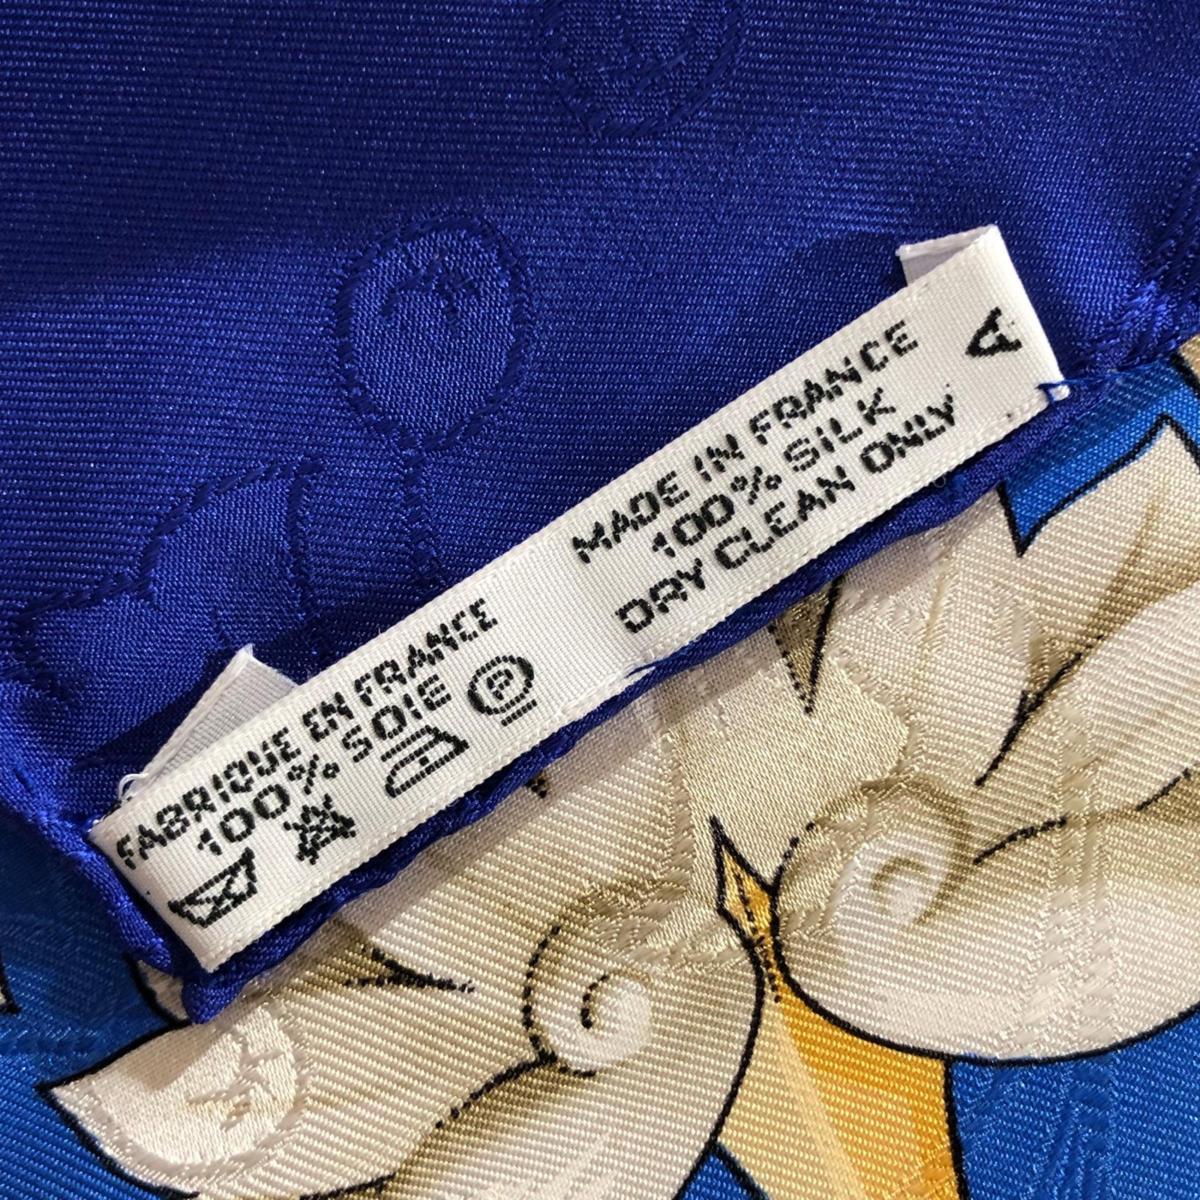 FABRIQUE EN FRANCE
100% SOIE
P
MADE IN FRANCE
100% SILK
DRY CLEAN ONLY
A